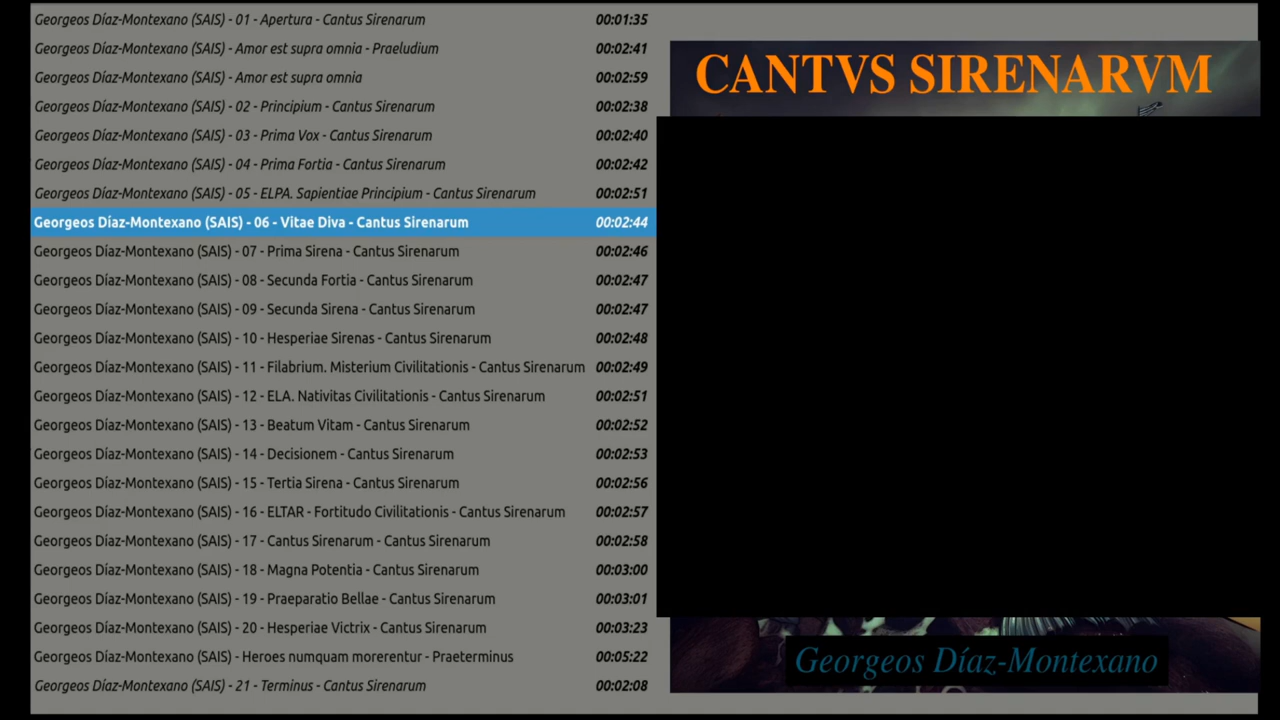 Georgeos Díaz-Montexano (SAIS) - 01 - Apertura - Cantus Sirenarum 00:01:35
Georgeos Díaz-Montexano (SAIS) - Amor est supra omnia - Praeludium 00:02:41
Georgeos Díaz-Montexano (SAIS) - Amor est supra omnia 00:02:59
Georgeos Díaz-Montexano (SAIS) - 02 - Principium - Cantus Sirenarum 00:02:38
Georgeos Díaz-Montexano (SAIS) - 03 - Prima Vox - Cantus Sirenarum 00:02:40
Georgeos Díaz-Montexano (SAIS) - 04 - Prima Fortia - Cantus Sirenarum 00:02:42
Georgeos Díaz-Montexano (SAIS) - 05 - ELPA. Sapientiae Principium - Cantus Sirenarum 00:02:51
Georgeos Díaz-Montexano (SAIS) - 06 - Vitae Diva - Cantus Sirenarum 00:02:44
Georgeos Díaz-Montexano (SAIS) - 07 - Prima Sirena - Cantus Sirenarum 00:02:46
Georgeos Díaz-Montexano (SAIS) - 08 - Secunda Fortia - Cantus Sirenarum 00:02:47
Georgeos Díaz-Montexano (SAIS) - 09 - Secunda Sirena - Cantus Sirenarum 00:02:47
Georgeos Díaz-Montexano (SAIS) - 10 - Hesperiae Sirenas - Cantus Sirenarum 00:02:48
Georgeos Díaz-Montexano (SAIS) - 11 - Filabrium. Misterium Civilitationis - Cantus Sirenarum 00:02:49
Georgeos Díaz-Montexano (SAIS) - 12 - ELA. Nativitas Civilitationis - Cantus Sirenarum 00:02:51
Georgeos Díaz-Montexano (SAIS) - 13 - Beatum Vitam - Cantus Sirenarum 00:02:52
Georgeos Díaz-Montexano (SAIS) - 14 - Decisionem - Cantus Sirenarum 00:02:53
Georgeos Díaz-Montexano (SAIS) - 15 - Tertia Sirena - Cantus Sirenarum 00:02:56
Georgeos Díaz-Montexano (SAIS) - 16 - ELTAR - Fortitudo Civilitationis - Cantus Sirenarum 00:02:57
Georgeos Díaz-Montexano (SAIS) - 17 - Cantus Sirenarum - Cantus Sirenarum 00:02:58
Georgeos Díaz-Montexano (SAIS) - 18 - Magna Potentia - Cantus Sirenarum 00:03:00
Georgeos Díaz-Montexano (SAIS) - 19 - Praeparatio Bellae - Cantus Sirenarum 00:03:01
Georgeos Díaz-Montexano (SAIS) - 20 - Hesperiae Victrix - Cantus Sirenarum 00:03:23
Georgeos Díaz-Montexano (SAIS) - Heroes numquam morerentur - Praeterminus 00:05:22
Georgeos Díaz-Montexano (SAIS) - 21 - Terminus - Cantus Sirenarum 00:02:08
CANTVS SIRENARVM
Georgeos Díaz-Montexano